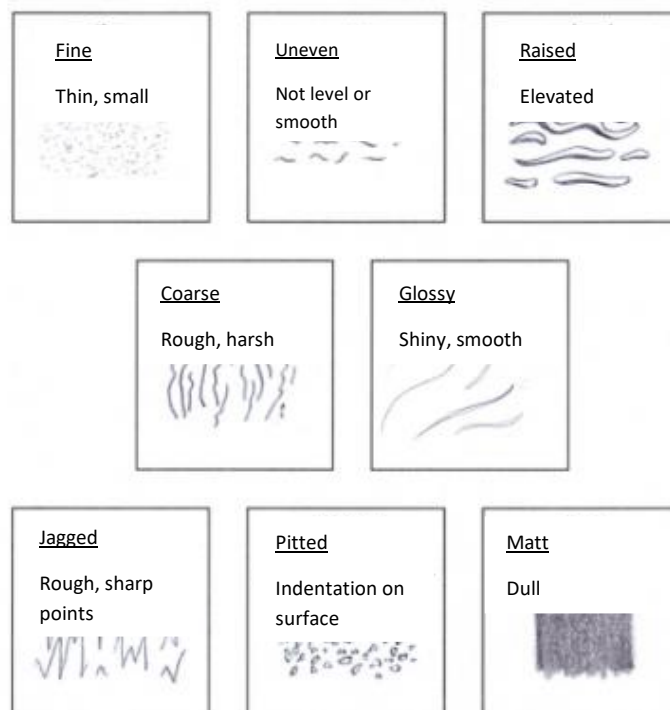 Fine
Thin, small
Uneven
Not level or
smooth
Raised
Elevated
Coarse
Rough, harsh
Glossy
Shiny, smooth
Jagged
Rough, sharp
points
Pitted
Indentation on
surface
Matt
Dull